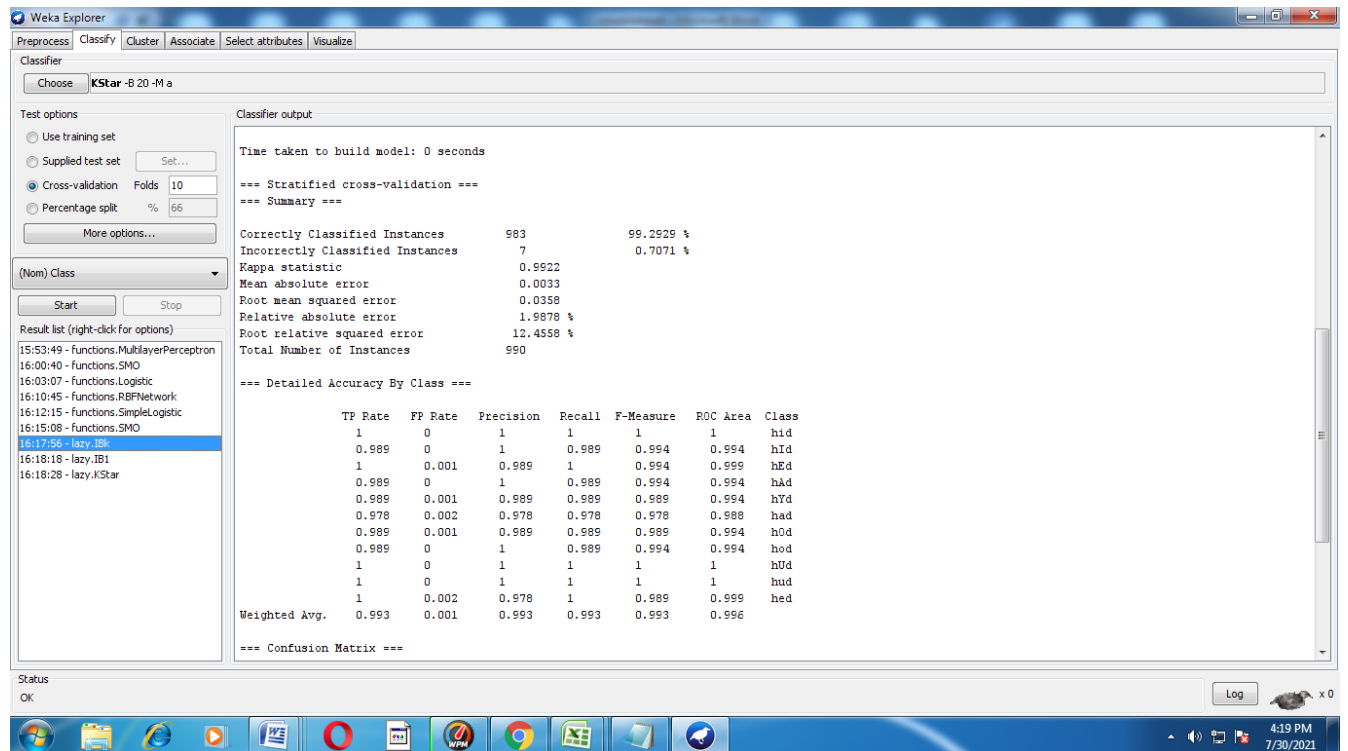 Weka Explorer
Preprocess Classify Cluster Associate Select attributes Visualize
Classifier
Choose KStar -B 20 -M a
Test options
Use training set
Supplied test set Set...
Cross-validation Folds 10
Percentage split % 66
More options...
(Nom) Class
Start Stop
Result list (right-click for options)
15:53:49 - functions.MultilayerPerceptron
16:00:40 - functions.SMO
16:03:07 - functions.Logistic
16:10:45 - functions.RBFNetwork
16:12:15 - functions.SimpleLogistic
16:15:08 - functions.SMO
16:17:56 - lazy.IBk
16:18:18 - lazy.IB1
16:18:28 - lazy.KStar
Classifier output
Time taken to build model: 0 seconds
=== Stratified cross-validation ===
=== Summary ===
Correctly Classified Instances 983 99.2929 %
Incorrectly Classified Instances 7 0.7071 %
Kappa statistic 0.9922
Mean absolute error 0.0033
Root mean squared error 0.0358
Relative absolute error 1.9878 %
Root relative squared error 12.4558 %
Total Number of Instances 990
=== Detailed Accuracy By Class ===
TP Rate FP Rate Precision Recall F-Measure ROC Area Class
1 0 1 1 1 1 hid
0.989 0 1 0.989 0.994 0.994 hId
1 0.001 0.989 1 0.994 0.999 hEd
0.989 0 1 0.989 0.994 0.994 hAd
0.989 0.001 0.989 0.989 0.989 0.994 hYd
0.978 0.002 0.978 0.978 0.978 0.988 had
0.989 0.001 0.989 0.989 0.989 0.994 hOd
0.989 0 1 0.989 0.994 0.994 hod
1 0 1 1 1 1 hUd
1 0 1 1 1 1 hud
1 0.002 0.978 1 0.989 0.999 hed
Weighted Avg. 0.993 0.001 0.993 0.993 0.993 0.996
=== Confusion Matrix ===
Status
OK
Log x 0
WPM
4:19 PM
7/30/2021